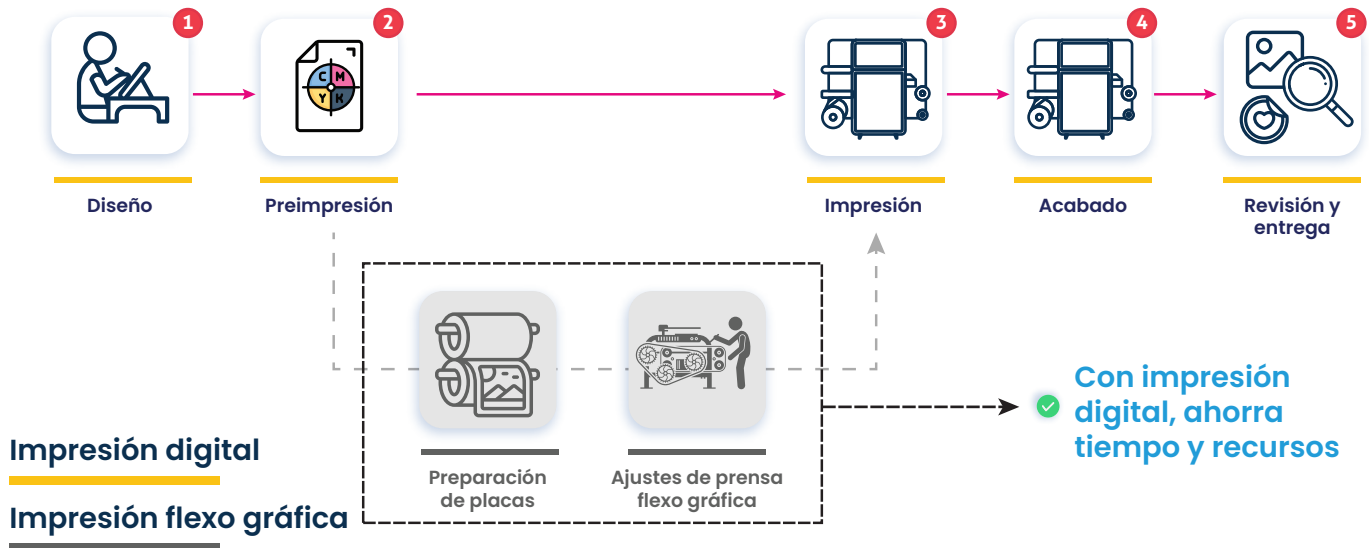 1
2
3
4
5
C M
Y K
Diseño
Preimpresión
Impresión
Acabado
Revisión y
entrega
Preparación
de placas
Ajustes de prensa
flexo gráfica
Con impresión
digital, ahorra
tiempo y recursos
Impresión digital
Impresión flexo gráfica